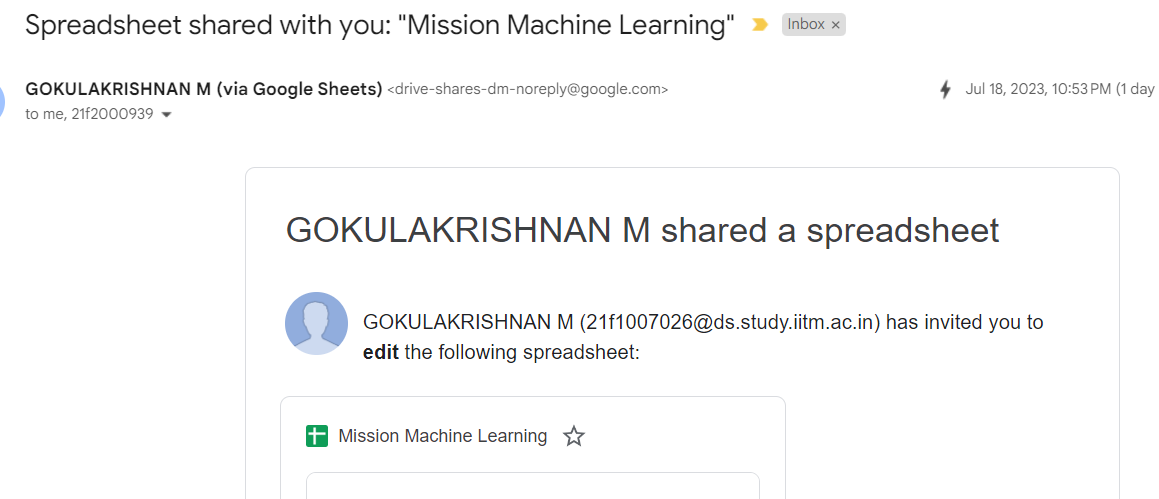 Spreadsheet shared with you: "Mission Machine Learning" Inbox ×
GOKULAKRISHNAN M (via Google Sheets) <drive-shares-dm-noreply@google.com> Jul 18, 2023, 10:53 PM (1 day
to me, 21f2000939
GOKULAKRISHNAN M shared a spreadsheet
GOKULAKRISHNAN M (21f1007026@ds.study.iitm.ac.in) has invited you to
edit the following spreadsheet:
Mission Machine Learning